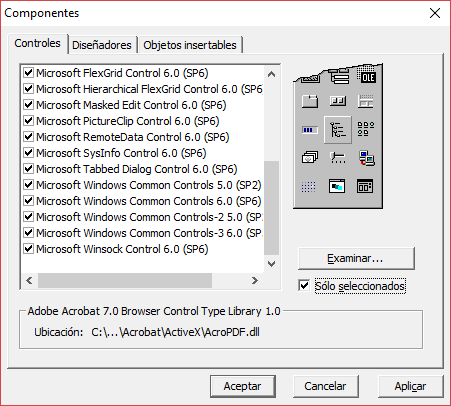 Componentes
Controles Diseñadores Objetos insertables
Microsoft FlexGrid Control 6.0 (SP6)
Microsoft Hierarchical FlexGrid Control 6.0 (SP6
Microsoft Masked Edit Control 6.0 (SP6)
Microsoft PictureClip Control 6.0 (SP6)
Microsoft RemoteData Control 6.0 (SP6)
Microsoft SysInfo Control 6.0 (SP6)
Microsoft Tabbed Dialog Control 6.0 (SP6)
Microsoft Windows Common Controls 5.0 (SP2)
Microsoft Windows Common Controls 6.0 (SP6)
Microsoft Windows Common Controls-2 5.0 (SP2
Microsoft Windows Common Controls-3 6.0 (SP
Microsoft Winsock Control 6.0 (SP6)
OLE
Examinar...
Sólo seleccionados
Adobe Acrobat 7.0 Browser Control Type Library 1.0
Ubicación: C:\...\Acrobat\ActiveX\AcroPDF.dll
Aceptar Cancelar Aplicar